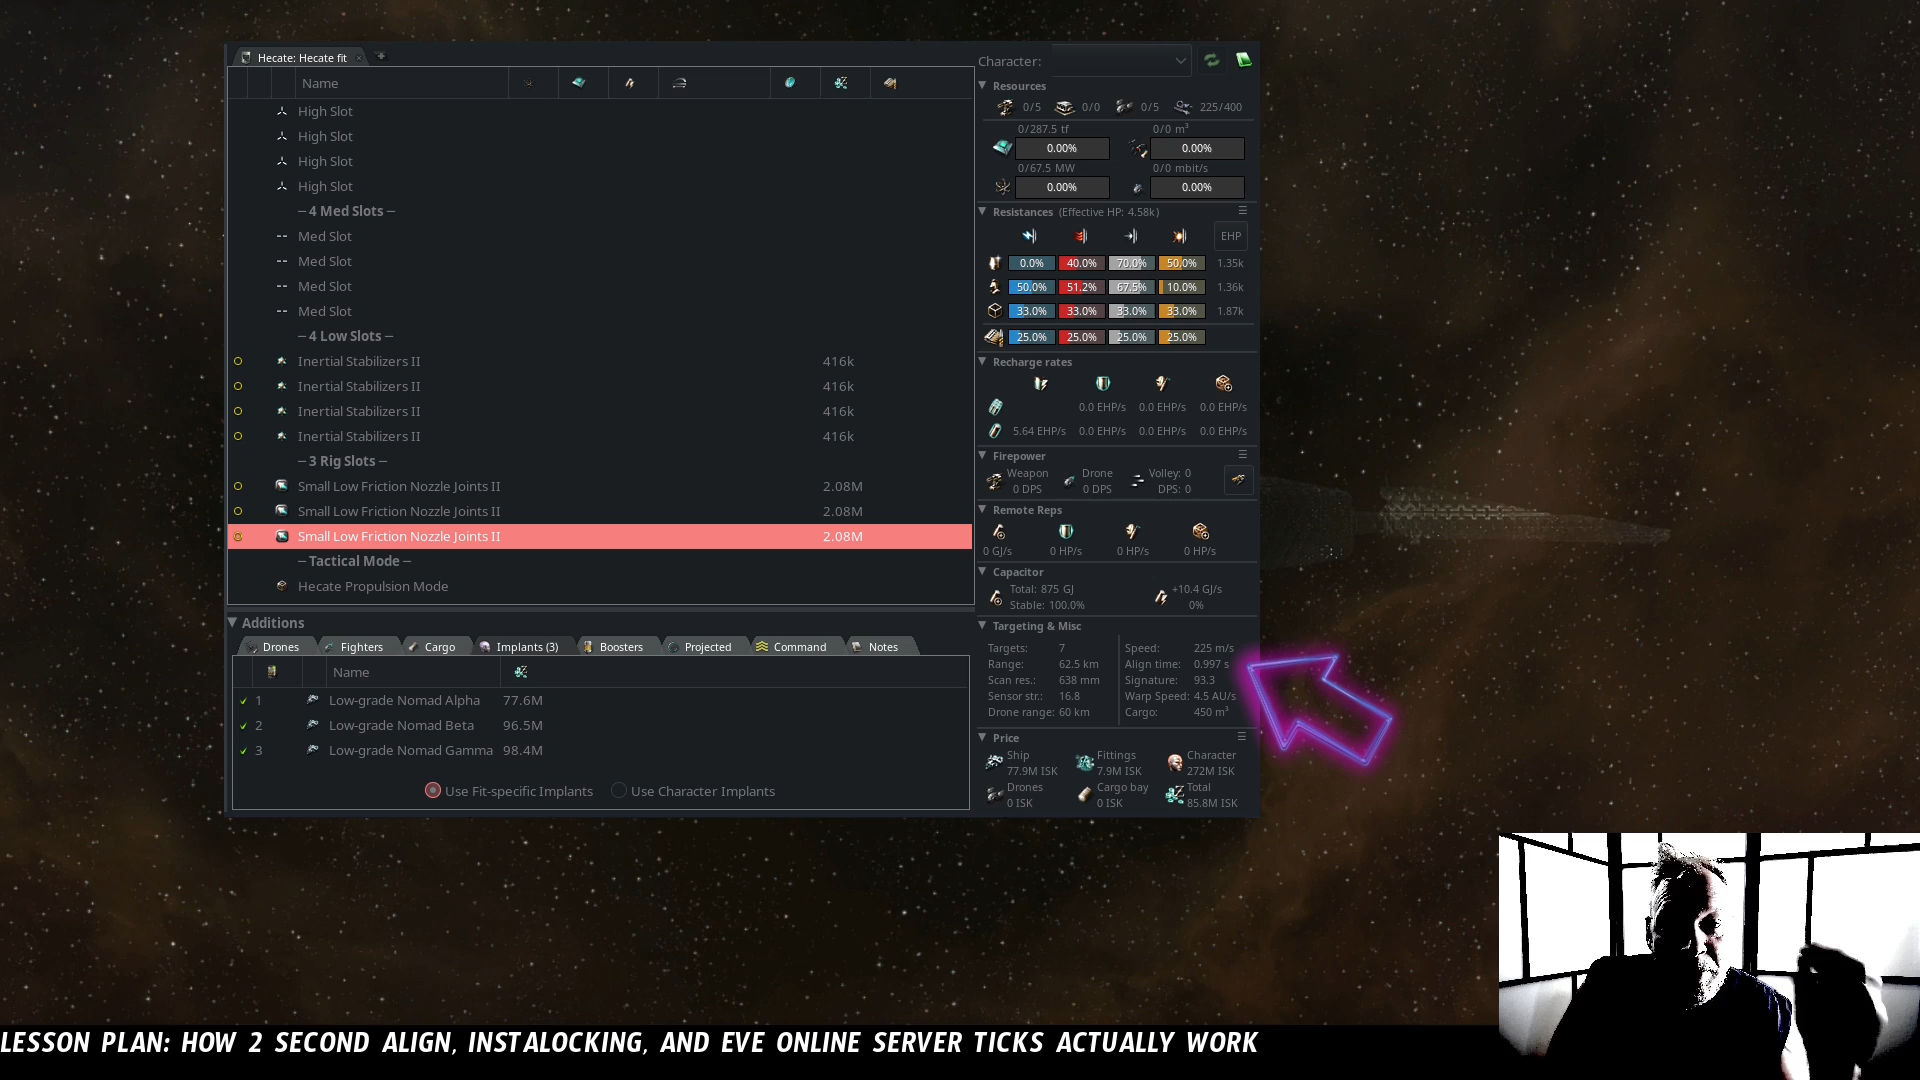 Hecate: Hecate fit
Name
High Slot
High Slot
High Slot
High Slot
— 4 Med Slots —
Med Slot
Med Slot
Med Slot
Med Slot
— 4 Low Slots —
Inertial Stabilizers II 416k
Inertial Stabilizers II 416k
Inertial Stabilizers II 416k
Inertial Stabilizers II 416k
— 3 Rig Slots —
Small Low Friction Nozzle Joints II 2.08M
Small Low Friction Nozzle Joints II 2.08M
Small Low Friction Nozzle Joints II 2.08M
— Tactical Mode —
Hecate Propulsion Mode
Additions
Drones Fighters Cargo Implants (3) Boosters Projected Command Notes
Name
1 Low-grade Nomad Alpha 77.6M
2 Low-grade Nomad Beta 96.5M
3 Low-grade Nomad Gamma 98.4M
Use Fit-specific Implants Use Character Implants
Character:
Resources
0/5 0/0 0/5 225/400
0/287.5 tf 0/0 m³
0.00% 0.00%
0/67.5 MW 0/0 mbit/s
0.00% 0.00%
Resistances (Effective HP: 4.58k)
EHP
0.0% 40.0% 70.0% 50.0% 1.35k
50.0% 51.2% 67.5% 10.0% 1.36k
33.0% 33.0% 33.0% 33.0% 1.87k
25.0% 25.0% 25.0% 25.0%
Recharge rates
0.0 EHP/s 0.0 EHP/s 0.0 EHP/s
5.64 EHP/s 0.0 EHP/s 0.0 EHP/s 0.0 EHP/s
Firepower
Weapon Drone Volley: 0
0 DPS 0 DPS DPS: 0
Remote Reps
0 GJ/s 0 HP/s 0 HP/s 0 HP/s
Capacitor
Total: 875 GJ +10.4 GJ/s
Stable: 100.0% 0%
Targeting & Misc
Targets: 7 Speed: 225 m/s
Range: 62.5 km Align time: 0.997 s
Scan res.: 638 mm Signature: 93.3
Sensor str.: 16.8 Warp Speed: 4.5 AU/s
Drone range: 60 km Cargo: 450 m³
Price
Ship Fittings Character
77.9M ISK 7.9M ISK 272M ISK
Drones Cargo bay Total
0 ISK 0 ISK 85.8M ISK
LESSON PLAN: HOW 2 SECOND ALIGN, INSTALOCKING, AND EVE ONLINE SERVER TICKS ACTUALLY WORK